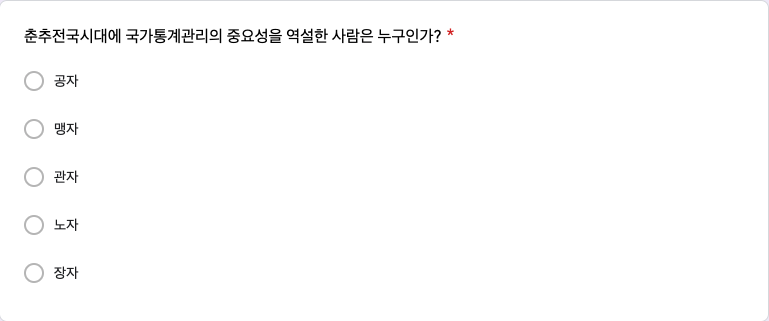 춘추전국시대에 국가통계관리의 중요성을 역설한 사람은 누구인가? *
공자
맹자
관자
노자
장자